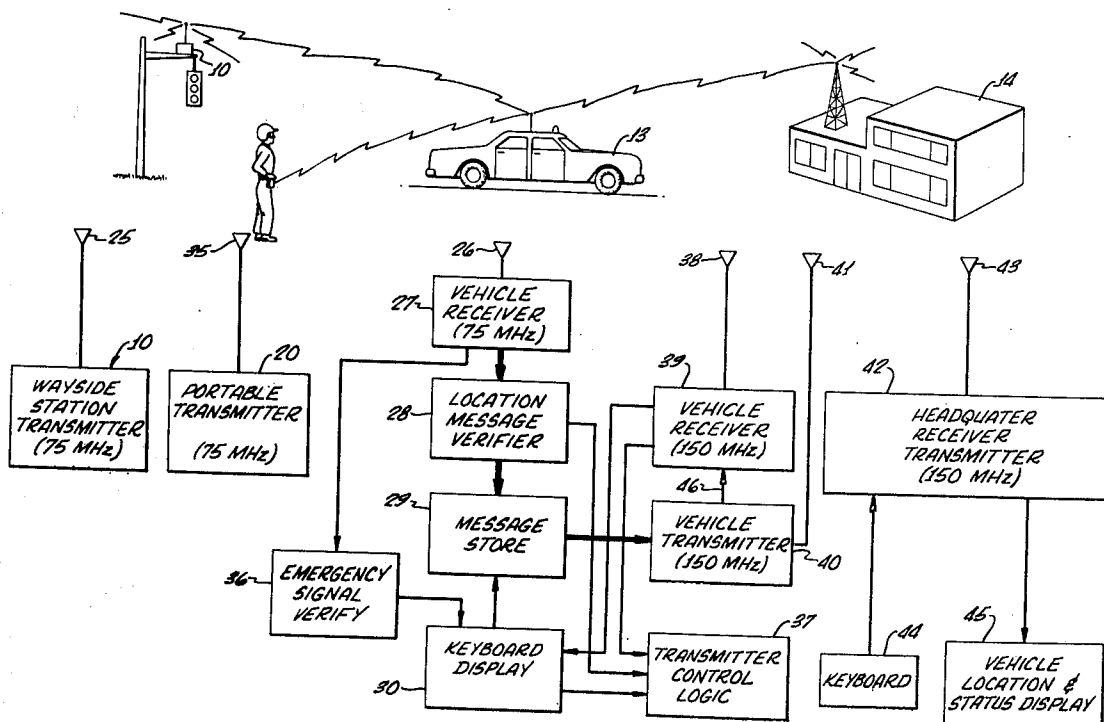 10
13
14
25
35
26
38
41
43
10
WAYSIDE
STATION
TRANSMITTER
(75 MHz)
20
PORTABLE
TRANSMITTER
(75 MHz)
27
VEHICLE
RECEIVER
(75 MHz)
28
LOCATION
MESSAGE
VERIFIER
29
MESSAGE
STORE
36
EMERGENCY
SIGNAL
VERIFY
30
KEYBOARD
DISPLAY
39
VEHICLE
RECEIVER
(150 MHz)
46
VEHICLE
TRANSMITTER
(150 MHz)
40
37
TRANSMITTER
CONTROL
LOGIC
42
HEADQUATER
RECEIVER
TRANSMITTER
(150 MHz)
44
KEYBOARD
45
VEHICLE
LOCATION &
STATUS DISPLAY